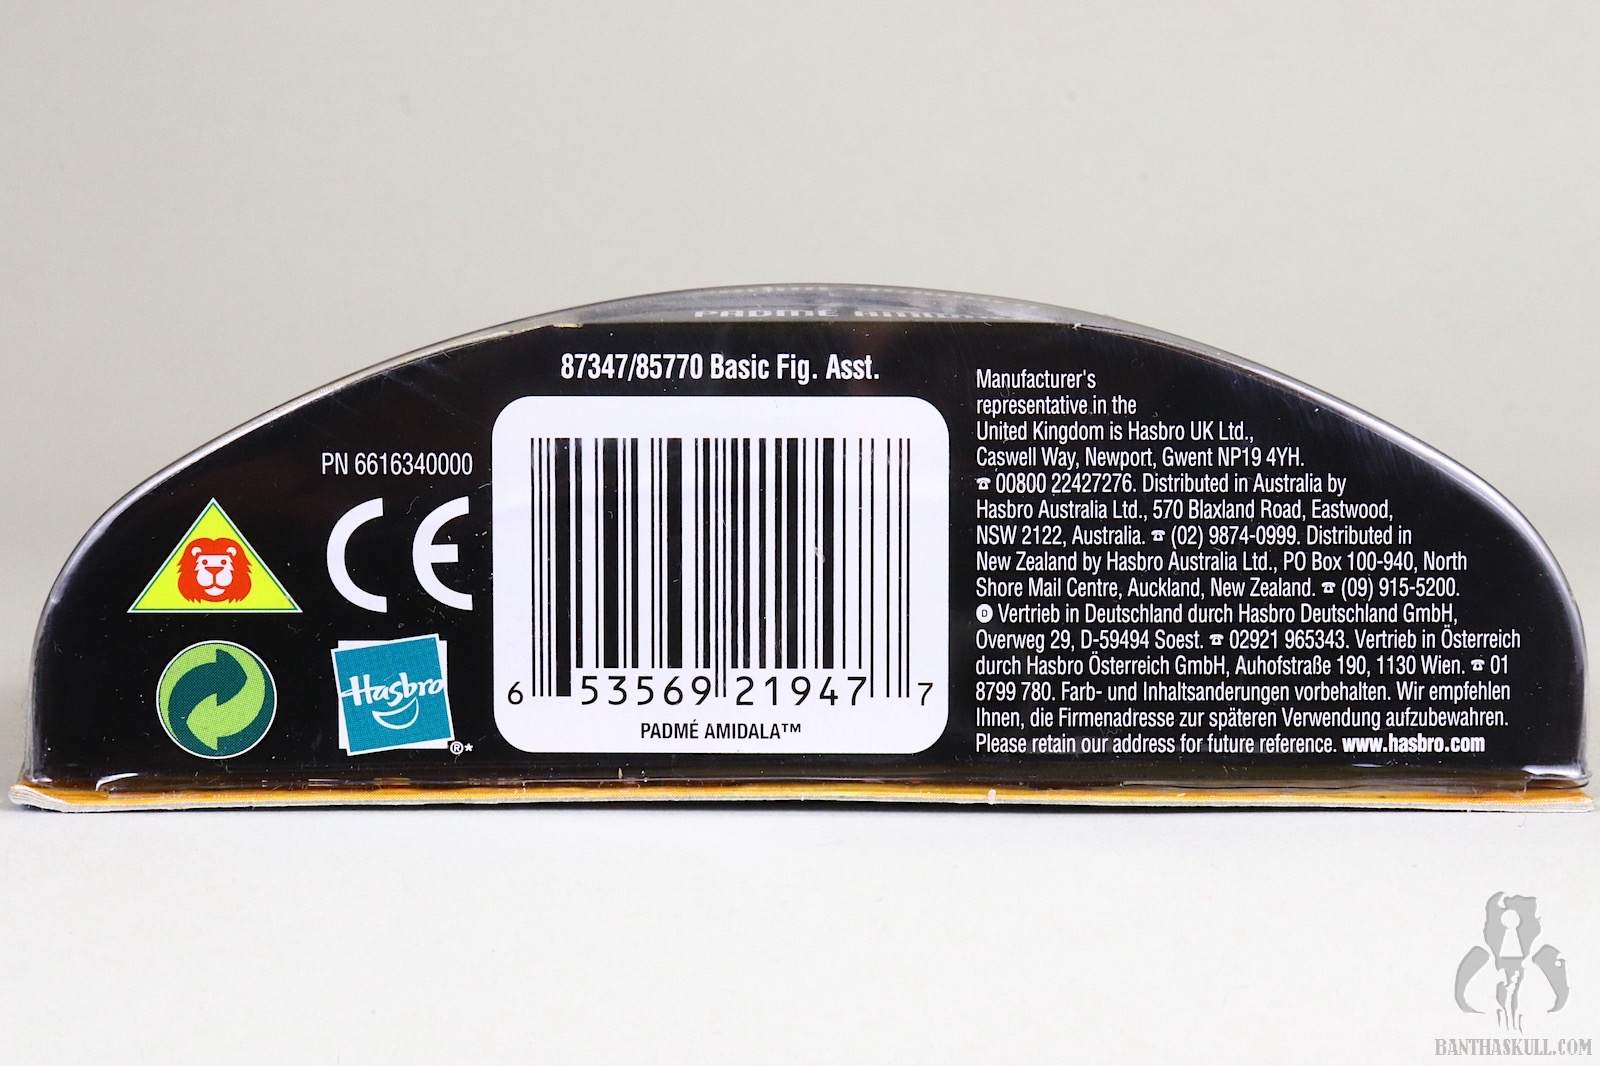 PADMÉ AMI
87347/85770 Basic Fig. Asst.
PN 6616340000
CE
Hasbro
®*
6 53569 21947 7
PADMÉ AMIDALA™
Manufacturer's
representative in the
United Kingdom is Hasbro UK Ltd.,
Caswell Way, Newport, Gwent NP19 4YH.
☎ 00800 22427276. Distributed in Australia by
Hasbro Australia Ltd., 570 Blaxland Road, Eastwood,
NSW 2122, Australia. ☎ (02) 9874-0999. Distributed in
New Zealand by Hasbro Australia Ltd., PO Box 100-940, North
Shore Mail Centre, Auckland, New Zealand. ☎ (09) 915-5200.
D Vertrieb in Deutschland durch Hasbro Deutschland GmbH,
Overweg 29, D-59494 Soest. ☎ 02921 965343. Vertrieb in Österreich
durch Hasbro Österreich GmbH, Auhofstraße 190, 1130 Wien. ☎ 01
8799 780. Farb- und Inhaltsanderungen vorbehalten. Wir empfehlen
Ihnen, die Firmenadresse zur späteren Verwendung aufzubewahren.
Please retain our address for future reference. www.hasbro.com
BANTHASKULL.COM